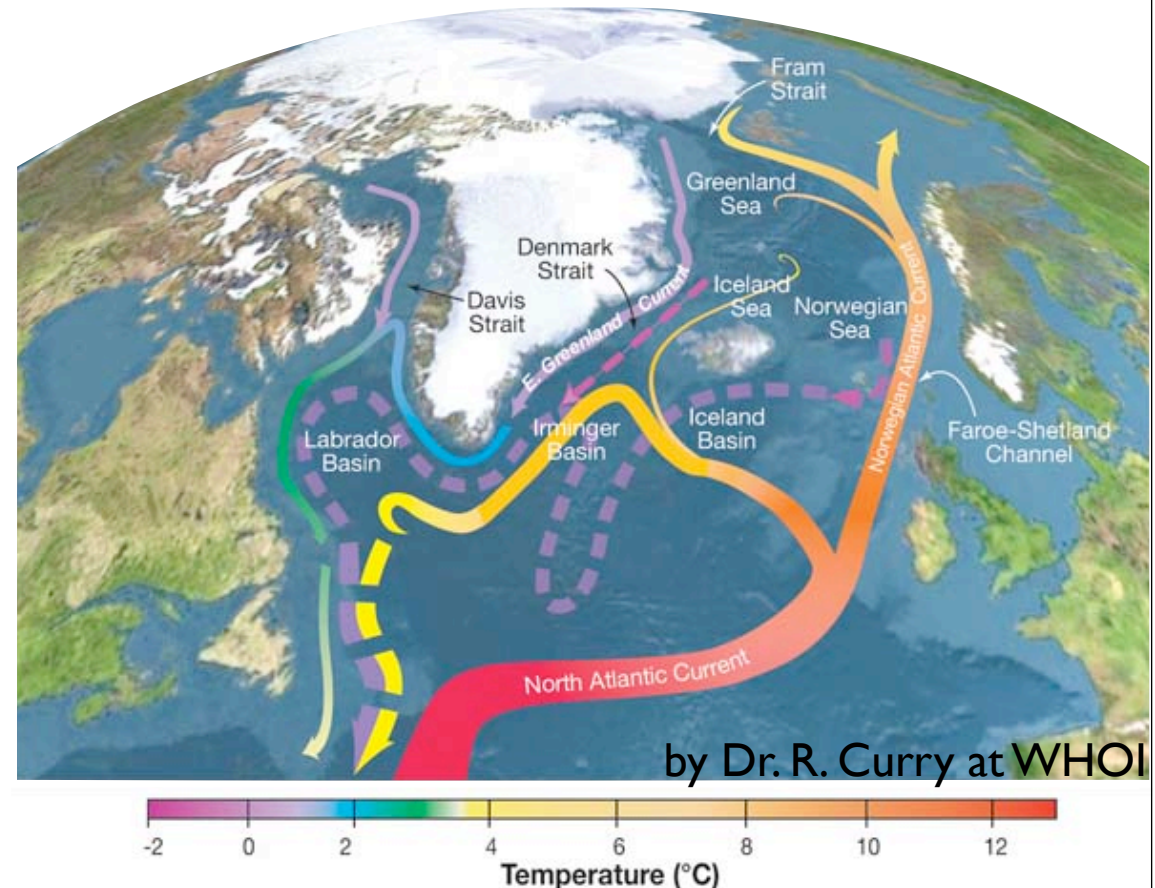 Fram
Strait
Greenland
Sea
Denmark
Strait
Iceland
Sea
Norwegian
Sea
Davis
Strait
E. Greenland Current
Norwegian Atlantic Current
Labrador
Basin
Irminger
Basin
Iceland
Basin
Faroe-Shetland
Channel
North Atlantic Current
by Dr. R. Curry at WHOI
-2 0 2 4 6 8 10 12
Temperature (°C)